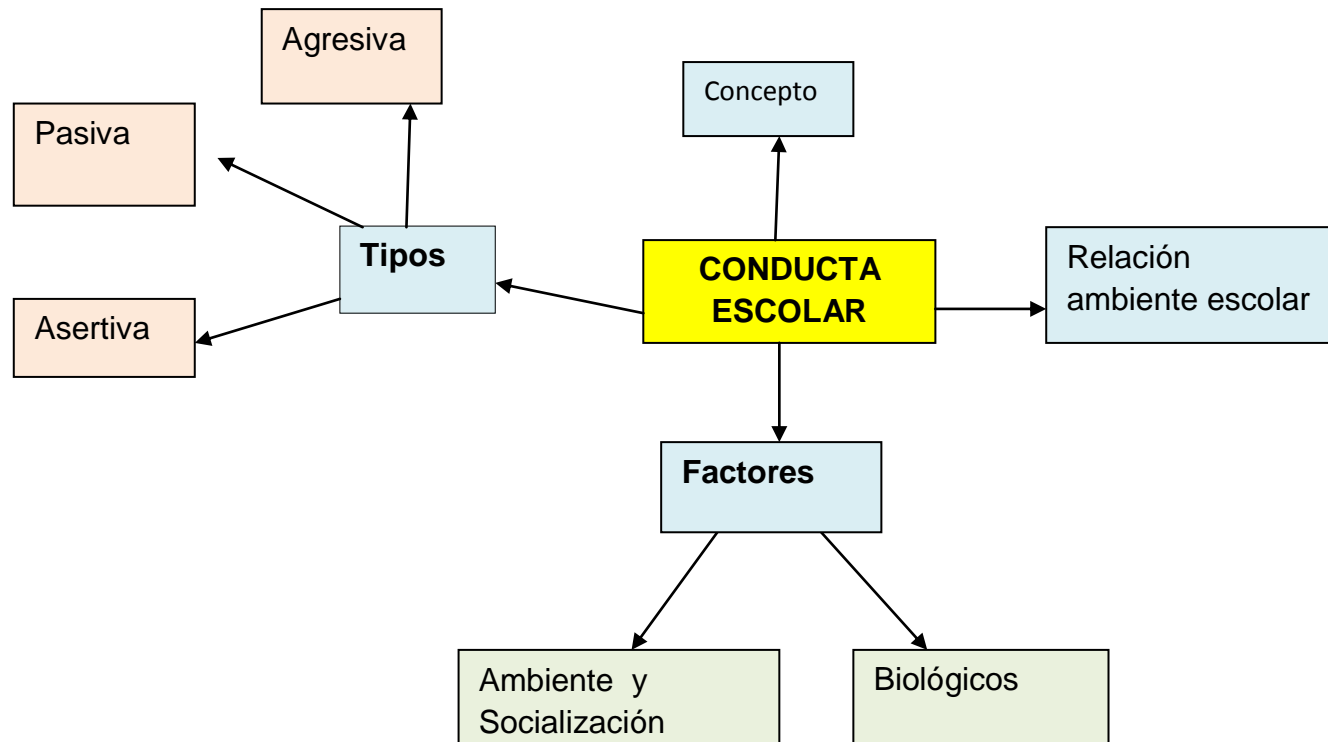 Agresiva
Concepto
Pasiva
Tipos
CONDUCTA
ESCOLAR
Relación
ambiente escolar
Asertiva
Factores
Ambiente y
Socialización
Biológicos